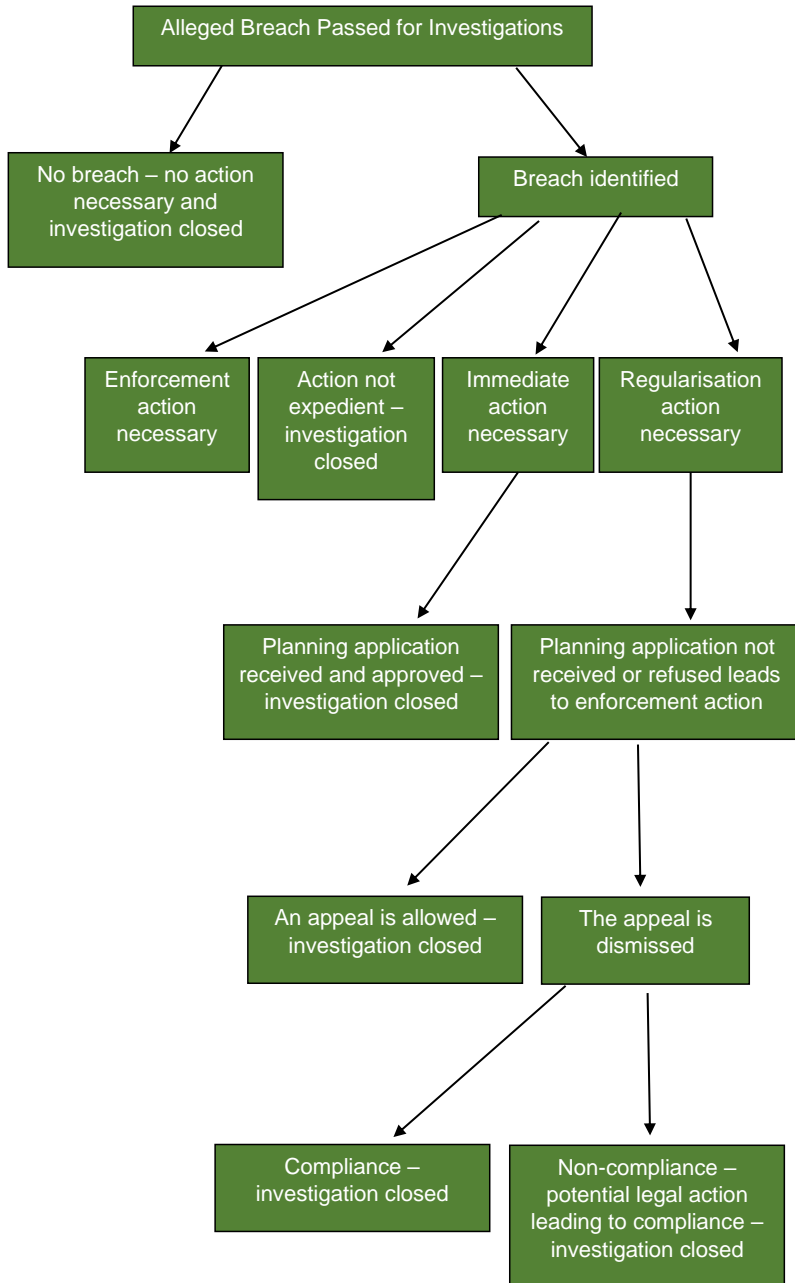 Alleged Breach Passed for Investigations
No breach – no action
necessary and
investigation closed
Breach identified
Enforcement
action
necessary
Action not
expedient –
investigation
closed
Immediate
action
necessary
Regularisation
action
necessary
Planning application
received and approved –
investigation closed
Planning application not
received or refused leads
to enforcement action
An appeal is allowed –
investigation closed
The appeal is
dismissed
Compliance –
investigation closed
Non-compliance –
potential legal action
leading to compliance –
investigation closed